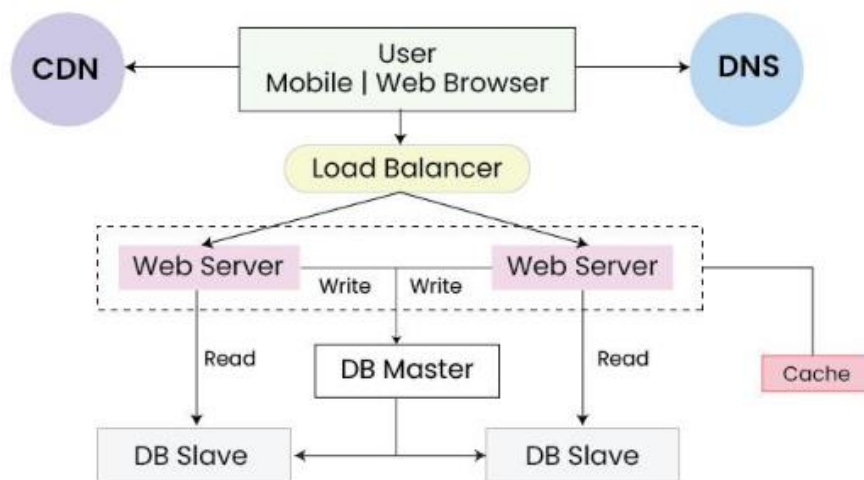 CDN
User
Mobile | Web Browser
DNS
Load Balancer
Web Server
Web Server
Write
Write
Read
DB Master
Read
Cache
DB Slave
DB Slave